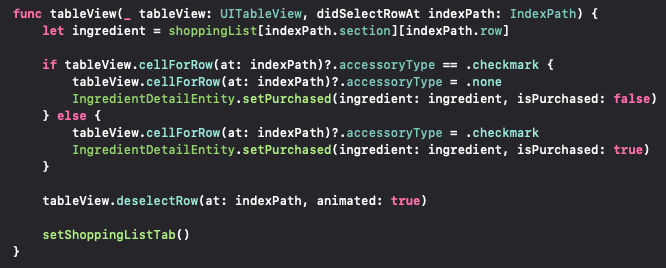 func tableView(_ tableView: UITableView, didSelectRowAt indexPath: IndexPath) {
    let ingredient = shoppingList[indexPath.section][indexPath.row]

    if tableView.cellForRow(at: indexPath)?.accessoryType == .checkmark {
        tableView.cellForRow(at: indexPath)?.accessoryType = .none
        IngredientDetailEntity.setPurchased(ingredient: ingredient, isPurchased: false)
    } else {
        tableView.cellForRow(at: indexPath)?.accessoryType = .checkmark
        IngredientDetailEntity.setPurchased(ingredient: ingredient, isPurchased: true)
    }

    tableView.deselectRow(at: indexPath, animated: true)

    setShoppingListTab()
}